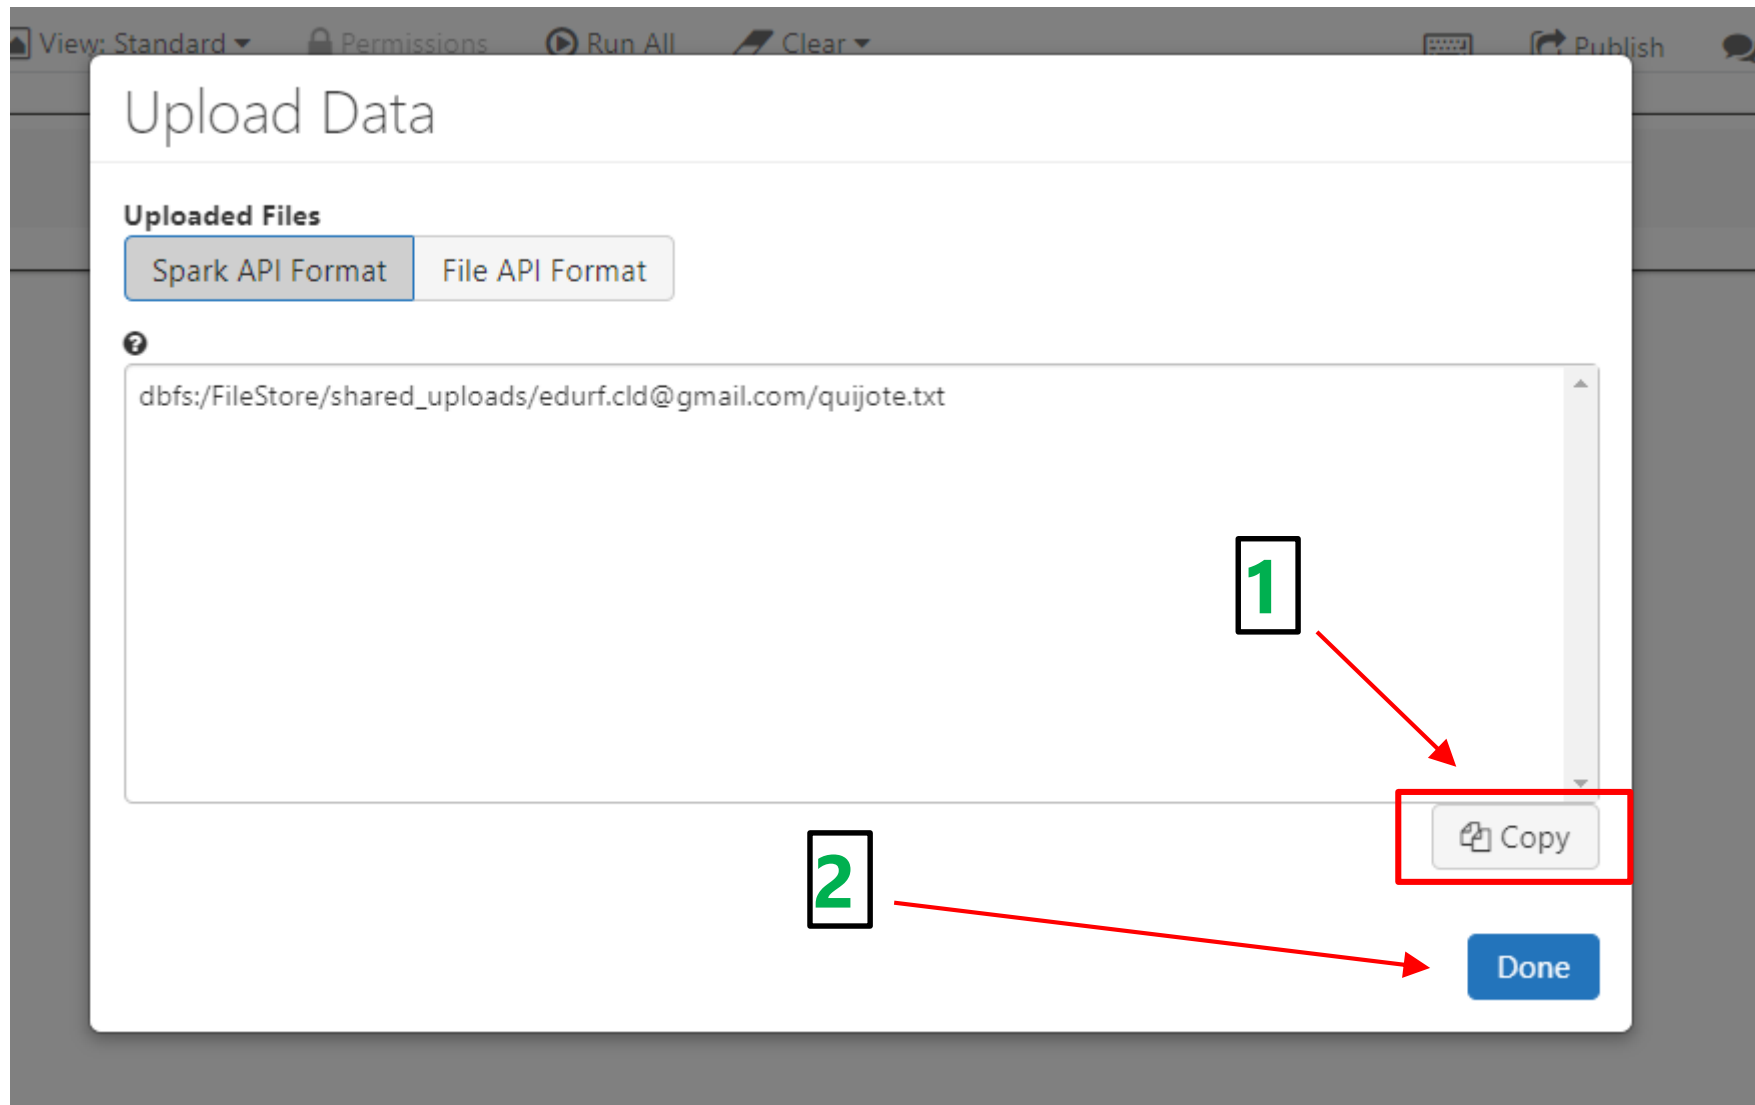 View: Standard Permissions Run All Clear Publish
Upload Data
Uploaded Files
Spark API Format File API Format
dbfs:/FileStore/shared_uploads/edurf.cld@gmail.com/quijote.txt
1
Copy
2
Done